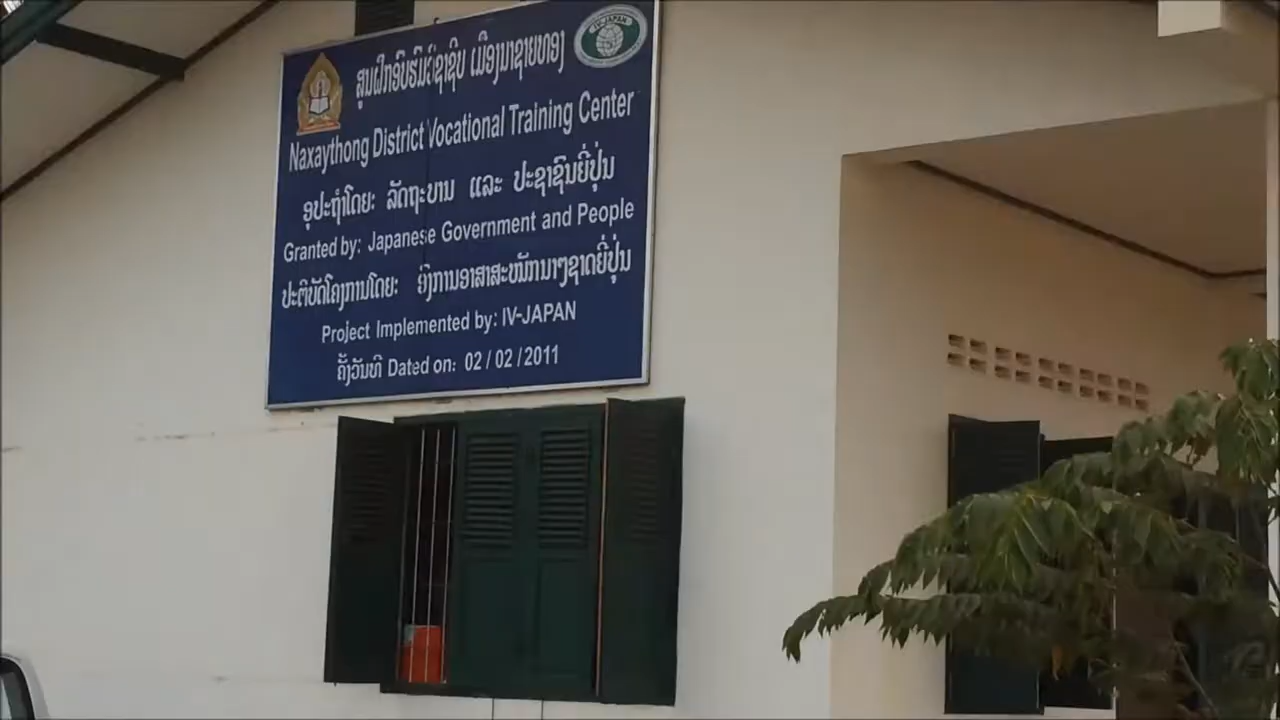 IV-JAPAN
ສູນຝຶກອົບຮົມວິຊາຊີບ ເມືອງນາຊາຍທອງ
Naxaythong District Vocational Training Center
ອຸປະຖຳໂດຍ: ລັດຖະບານ ແລະ ປະຊາຊົນຍີ່ປຸ່ນ
Granted by: Japanese Government and People
ປະຕິບັດໂຄງການໂດຍ: ອົງການອາສາສະໝັກນາໆຊາດຍີ່ປຸ່ນ
Project Implemented by: IV-JAPAN
ຄັ້ງວັນທີ Dated on: 02 / 02 / 2011